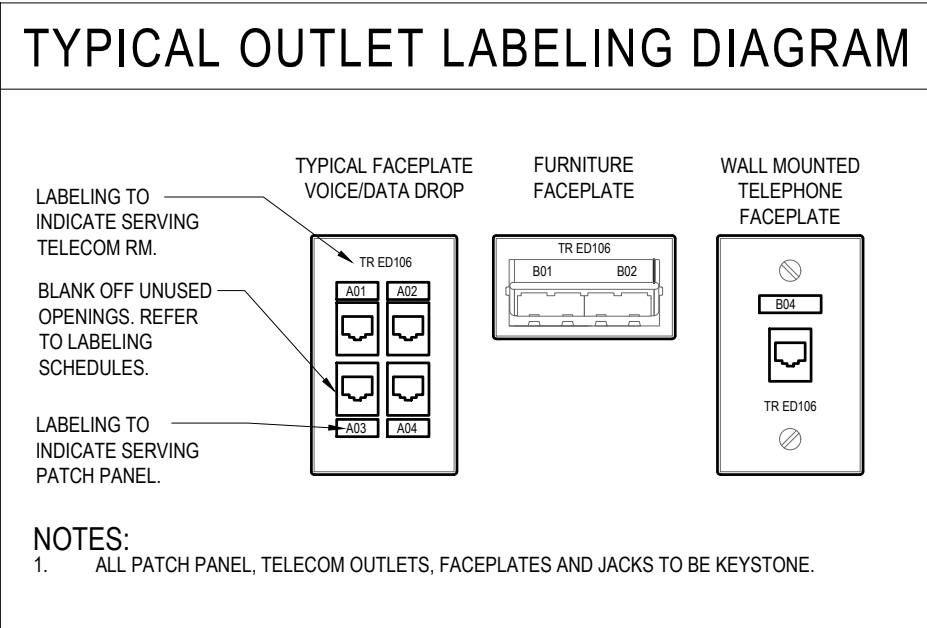 TYPICAL OUTLET LABELING DIAGRAM
LABELING TO
INDICATE SERVING
TELECOM RM.
BLANK OFF UNUSED
OPENINGS. REFER
TO LABELING
SCHEDULES.
LABELING TO
INDICATE SERVING
PATCH PANEL.
TYPICAL FACEPLATE
VOICE/DATA DROP
TR ED106
A01 A02
A03 A04
FURNITURE
FACEPLATE
TR ED106
B01 B02
WALL MOUNTED
TELEPHONE
FACEPLATE
B04
TR ED106
NOTES:
1. ALL PATCH PANEL, TELECOM OUTLETS, FACEPLATES AND JACKS TO BE KEYSTONE.